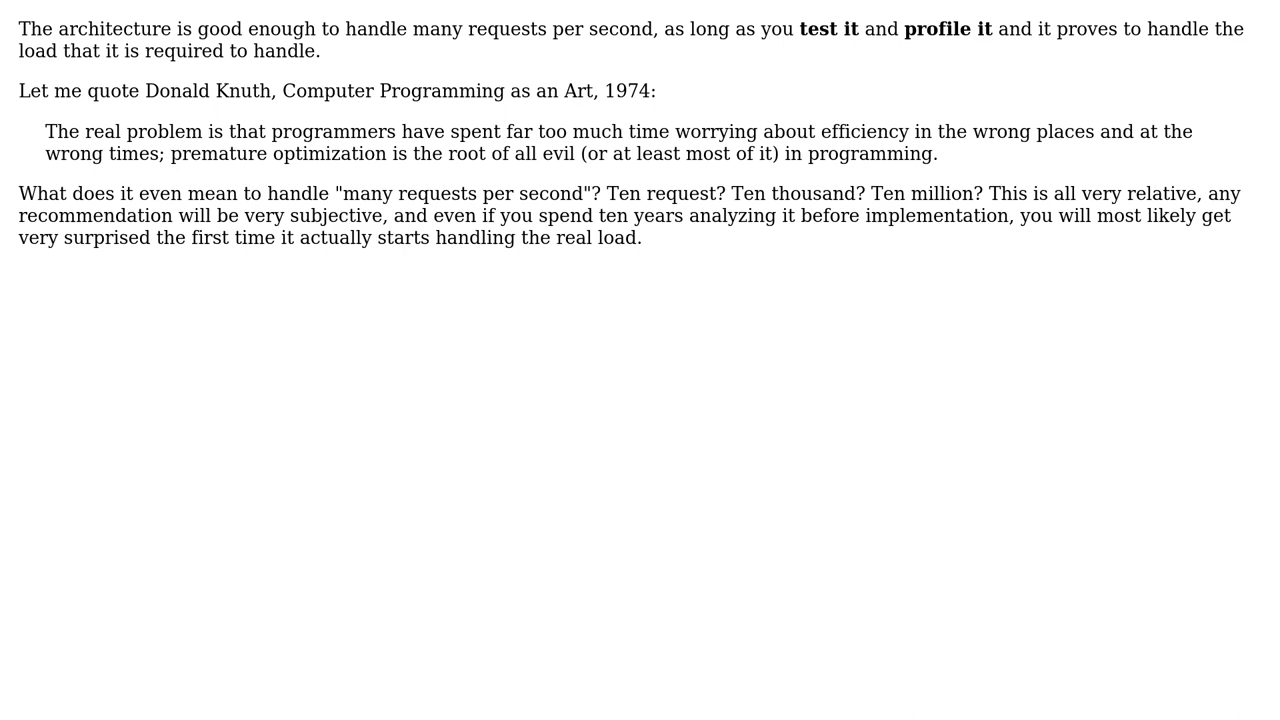 The architecture is good enough to handle many requests per second, as long as you test it and profile it and it proves to handle the
load that it is required to handle.
Let me quote Donald Knuth, Computer Programming as an Art, 1974:
The real problem is that programmers have spent far too much time worrying about efficiency in the wrong places and at the
wrong times; premature optimization is the root of all evil (or at least most of it) in programming.
What does it even mean to handle "many requests per second"? Ten request? Ten thousand? Ten million? This is all very relative, any
recommendation will be very subjective, and even if you spend ten years analyzing it before implementation, you will most likely get
very surprised the first time it actually starts handling the real load.